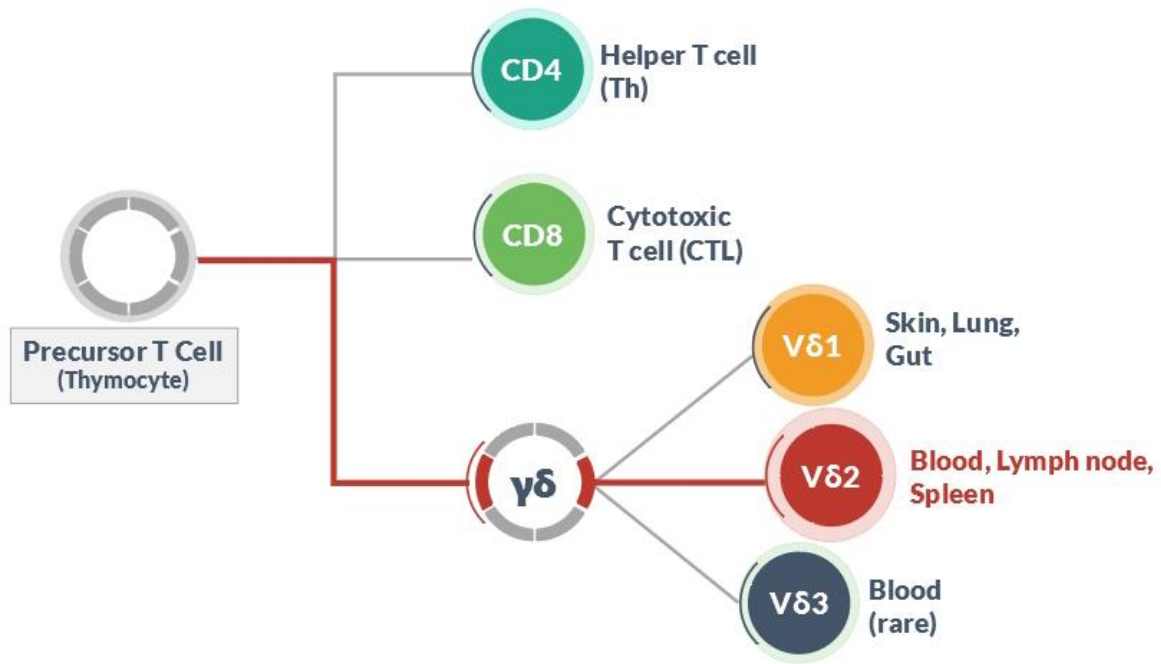 CD4
Helper T cell
(Th)
CD8
Cytotoxic
T cell (CTL)
Precursor T Cell
(Thymocyte)
γδ
Vδ1
Skin, Lung,
Gut
Vδ2
Blood, Lymph node,
Spleen
Vδ3
Blood
(rare)